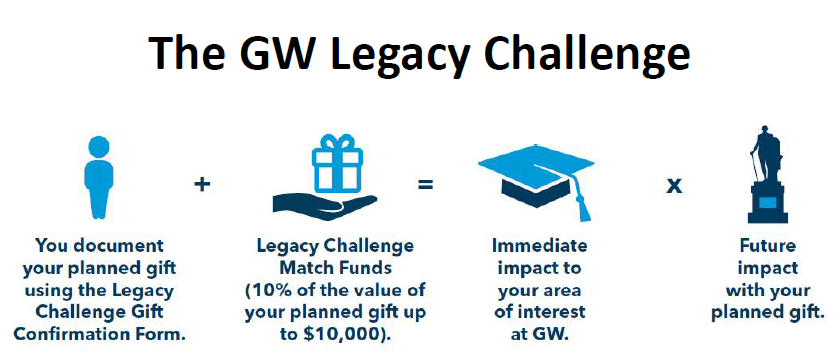 The GW Legacy Challenge
+
=
x
You document
your planned gift
using the Legacy
Challenge Gift
Confirmation Form.
Legacy Challenge
Match Funds
(10% of the value of
your planned gift up
to $10,000).
Immediate
impact to
your area
of interest
at GW.
Future
impact
with your
planned gift.